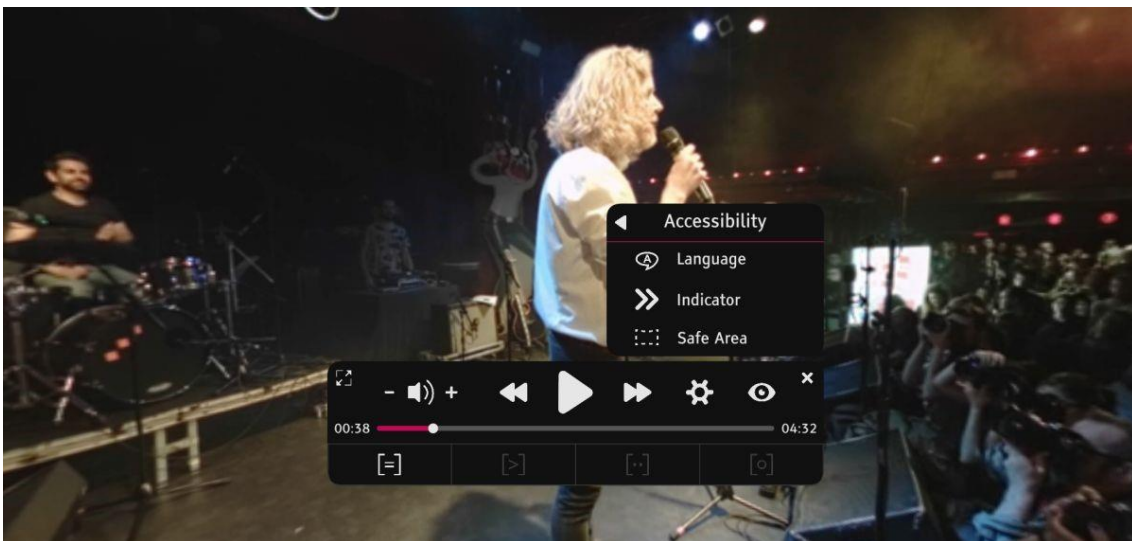 Accessibility
Language
Indicator
Safe Area
- +
00:38 04:32
[=] [>] [··] [o]